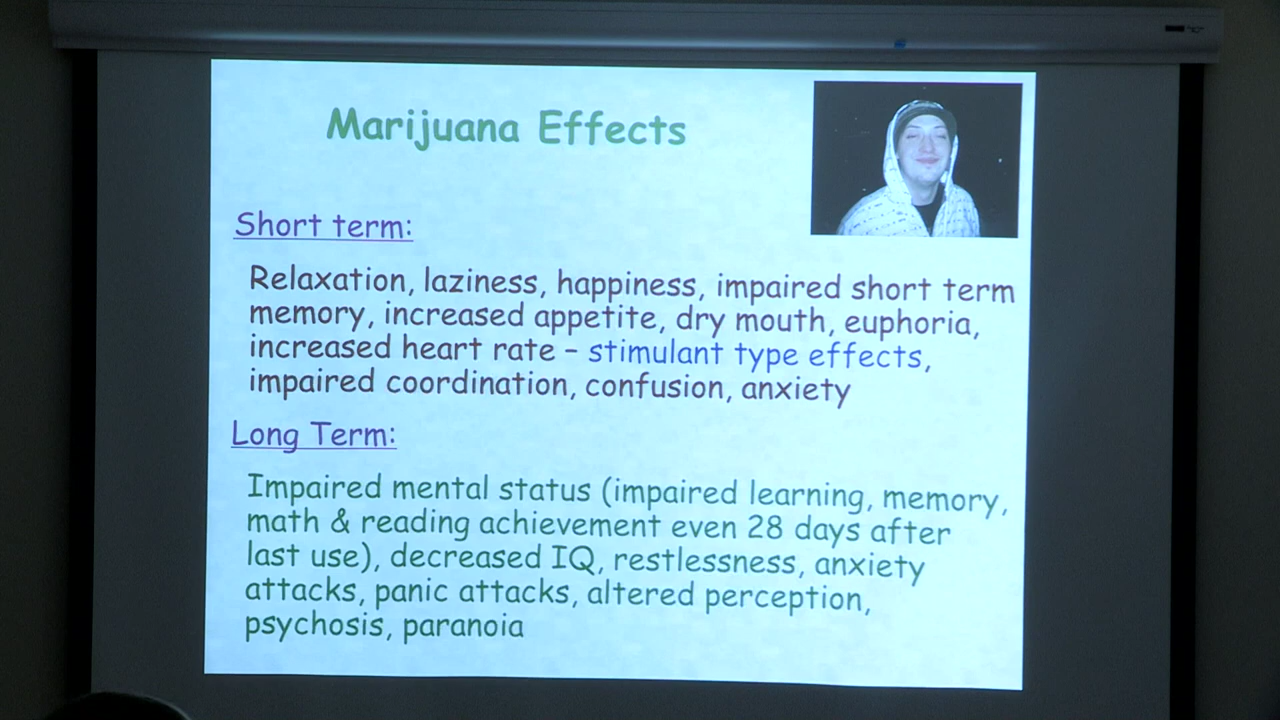 Marijuana Effects
Short term:
Relaxation, laziness, happiness, impaired short term
memory, increased appetite, dry mouth, euphoria,
increased heart rate – stimulant type effects,
impaired coordination, confusion, anxiety
Long Term:
Impaired mental status (impaired learning, memory,
math & reading achievement even 28 days after
last use), decreased IQ, restlessness, anxiety
attacks, panic attacks, altered perception,
psychosis, paranoia